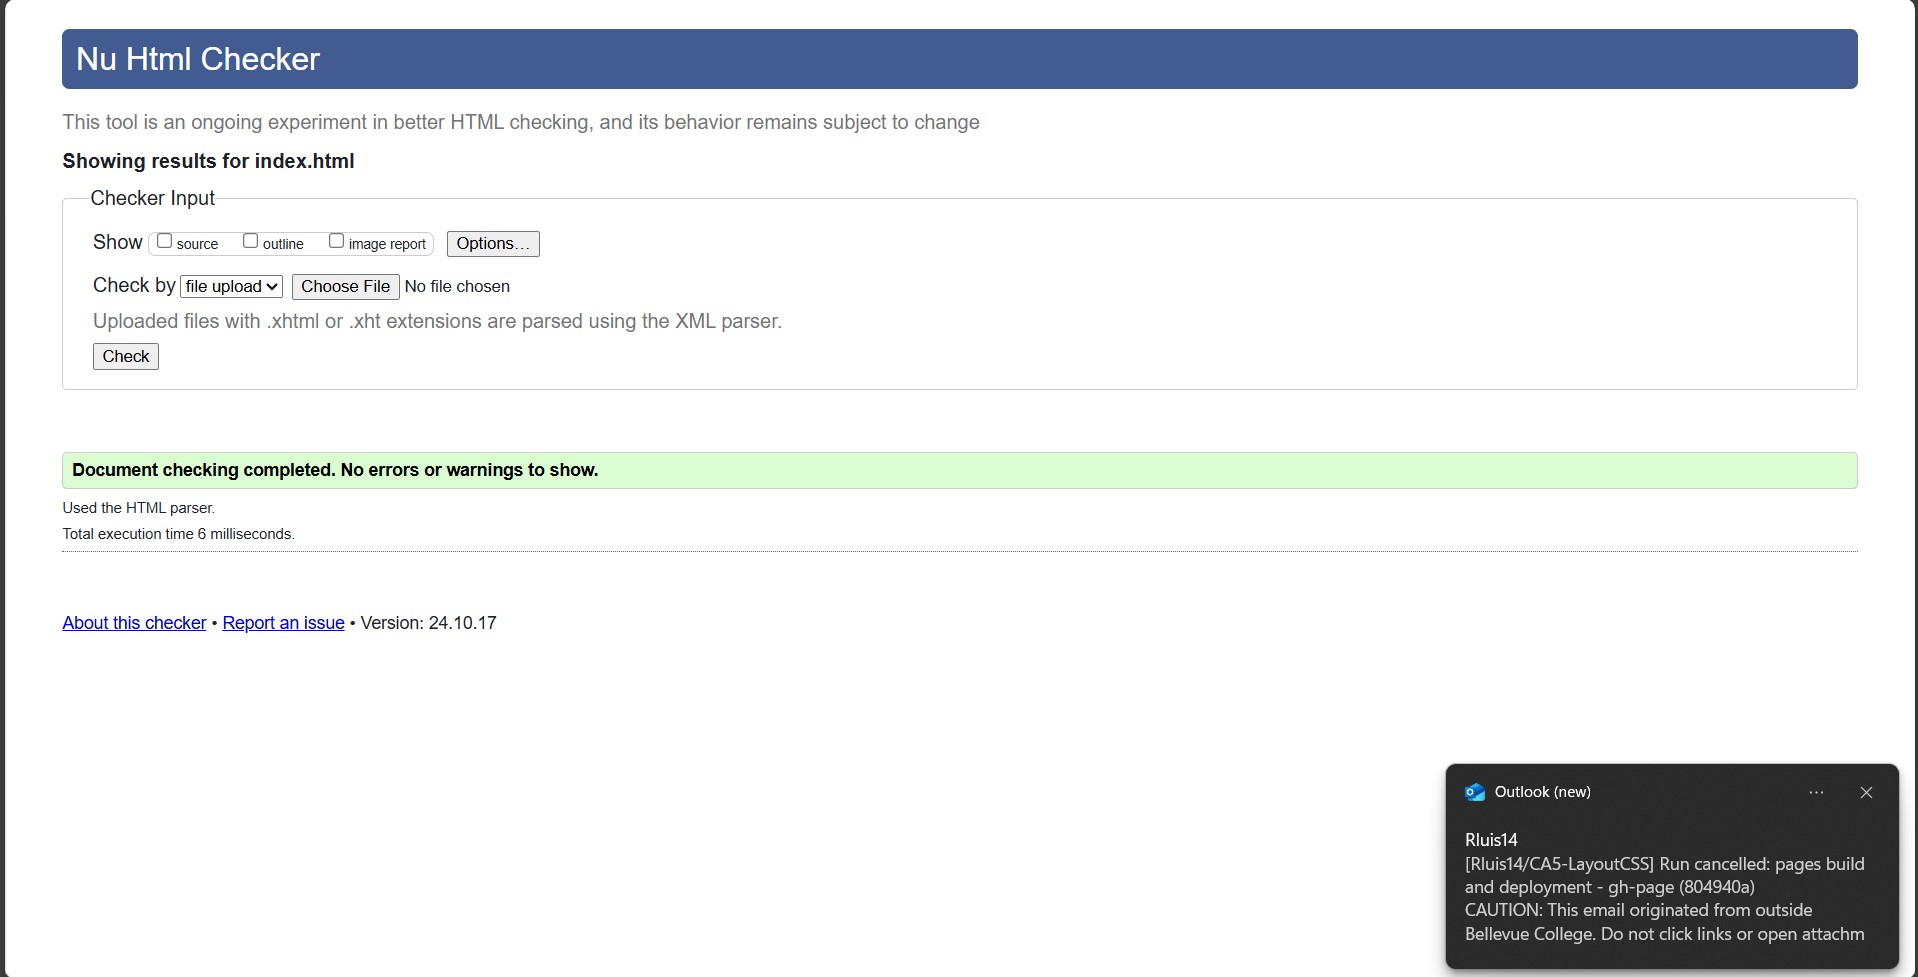 Nu Html Checker
This tool is an ongoing experiment in better HTML checking, and its behavior remains subject to change
Showing results for index.html
Checker Input
Show source outline image report Options…
Check by file upload Choose File No file chosen
Uploaded files with .xhtml or .xht extensions are parsed using the XML parser.
Check
Document checking completed. No errors or warnings to show.
Used the HTML parser.
Total execution time 6 milliseconds.
About this checker • Report an issue • Version: 24.10.17
Outlook (new)
Rluis14
[Rluis14/CA5-LayoutCSS] Run cancelled: pages build
and deployment - gh-page (804940a)
CAUTION: This email originated from outside
Bellevue College. Do not click links or open attachm